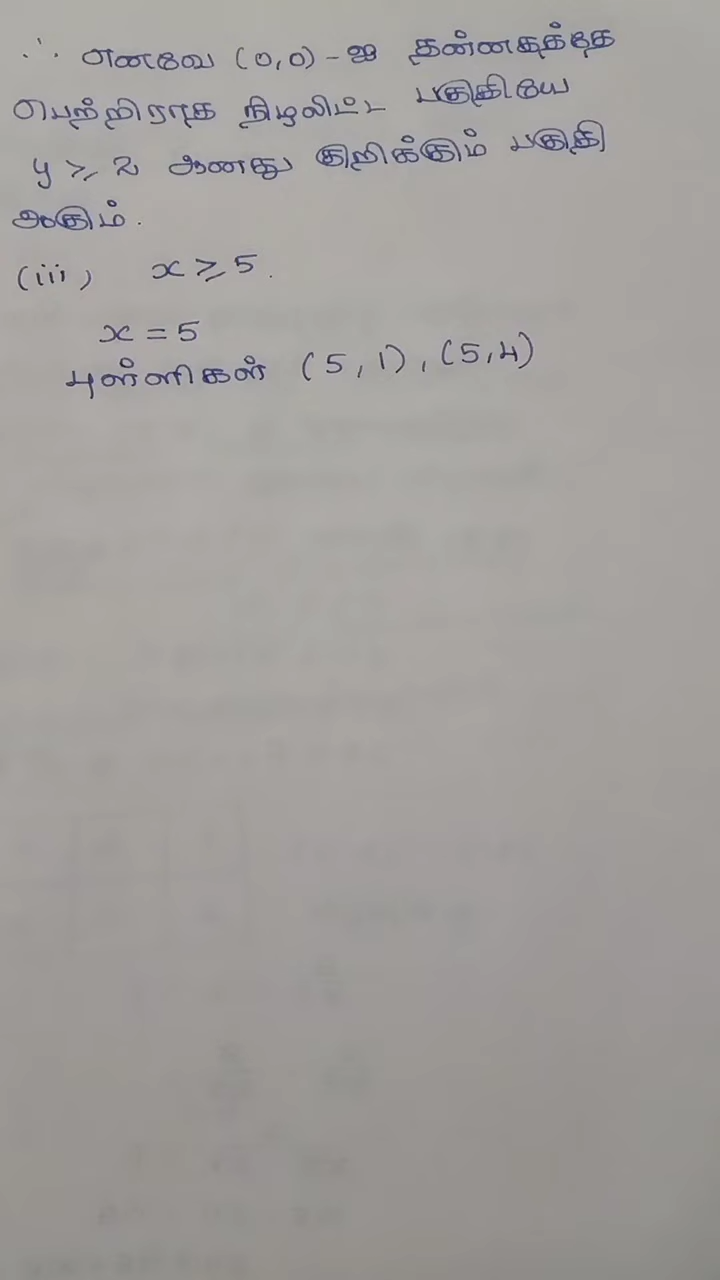 ∴ எனவே (0,0)-ஐ தன்னகத்தே
பெற்றிராத நிழலிட்ட பகுதியே
y ≥ 2 ஆனது குறிக்கும் பகுதி
ஆகும்.
(iii) x ≥ 5.
x = 5
புள்ளிகள் (5,1), (5,4)